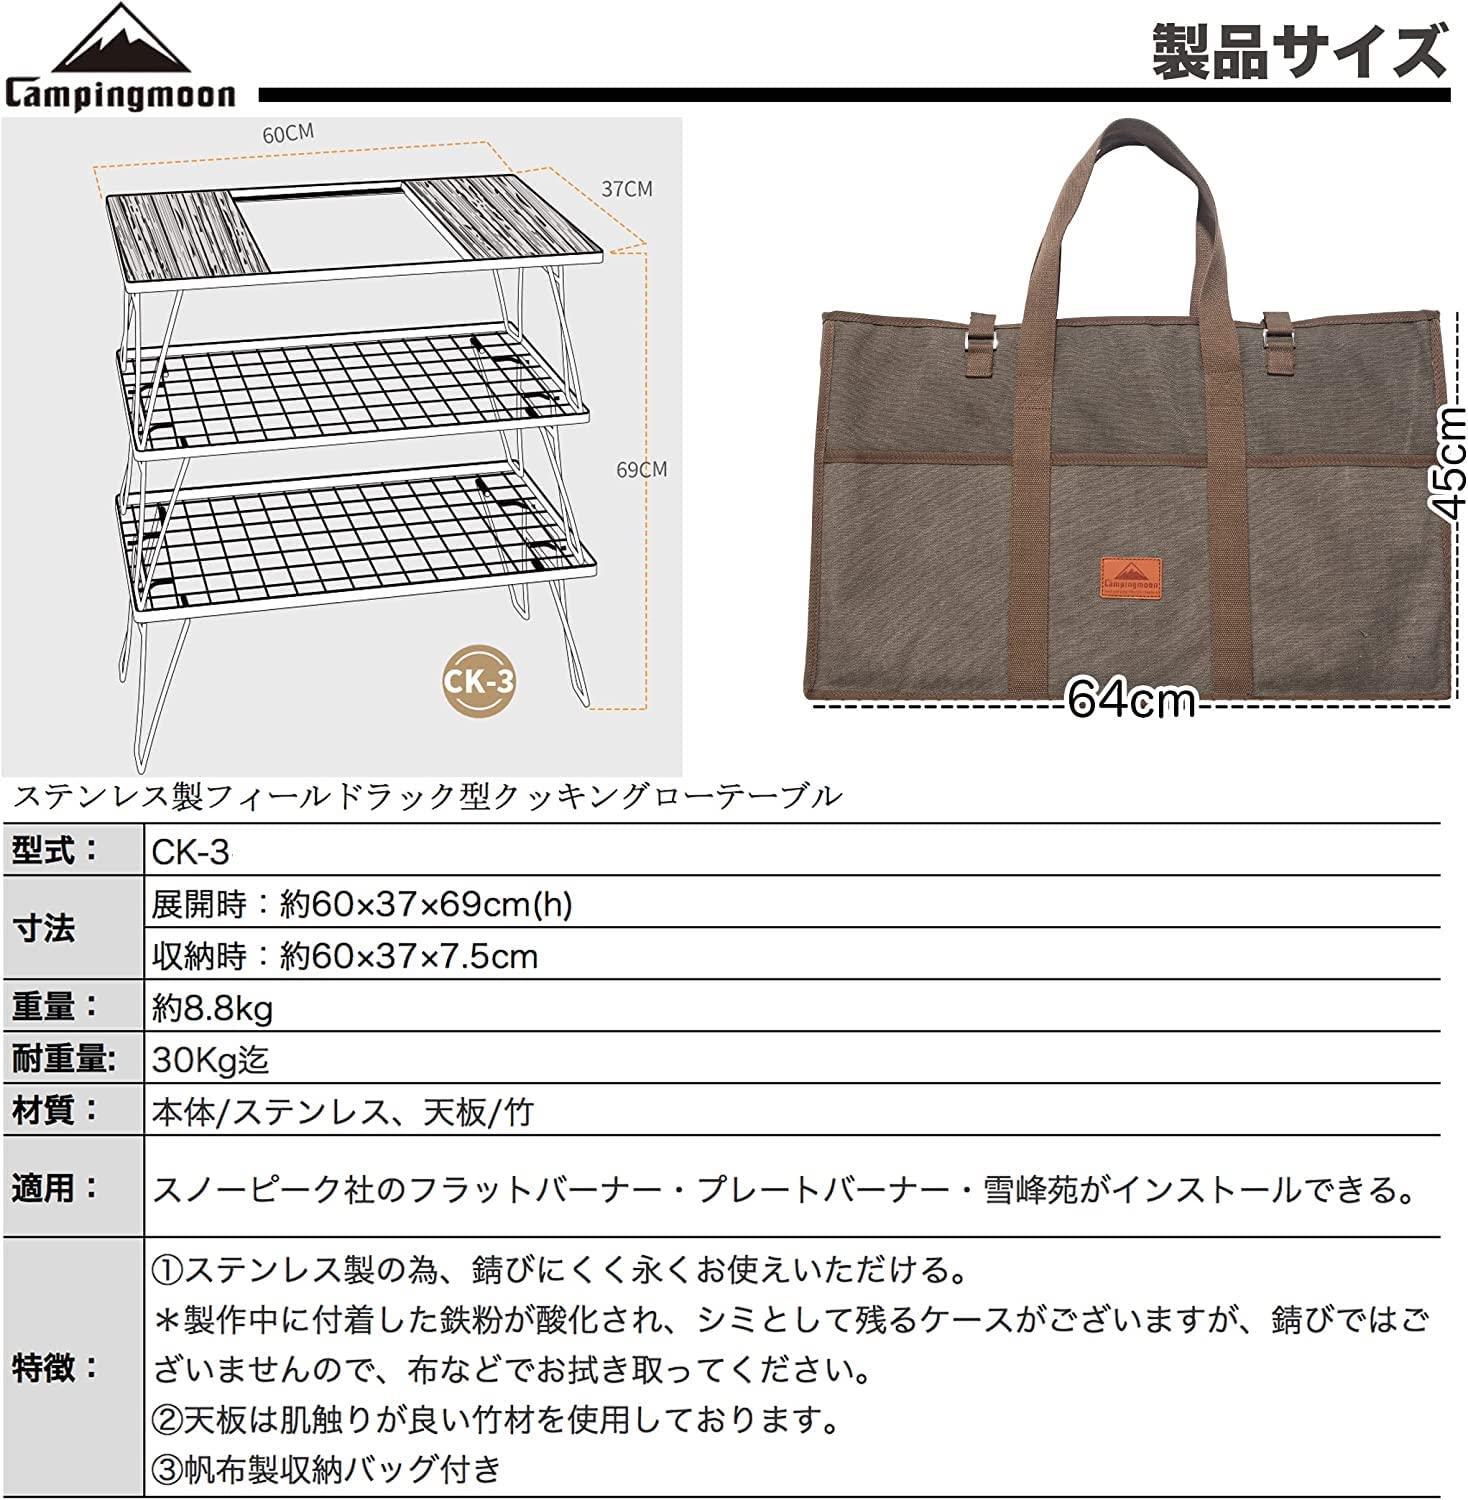 Campingmoon
製品サイズ
60CM
37CM
69CM
CK-3
Campingmoon
45cm
64cm
ステンレス製フィールドラック型クッキングローテーブル
型式： CK-3
寸法 展開時：約60×37×69cm(h)
収納時：約60×37×7.5cm
重量： 約8.8kg
耐重量: 30Kg迄
材質： 本体/ステンレス、天板/竹
適用： スノーピーク社のフラットバーナー・プレートバーナー・雪峰苑がインストールできる。
特徴： ①ステンレス製の為、錆びにくく永くお使えいただける。
＊製作中に付着した鉄粉が酸化され、シミとして残るケースがございますが、錆びではご
ざいませんので、布などでお拭き取ってください。
②天板は肌触りが良い竹材を使用しております。
③帆布製収納バッグ付き